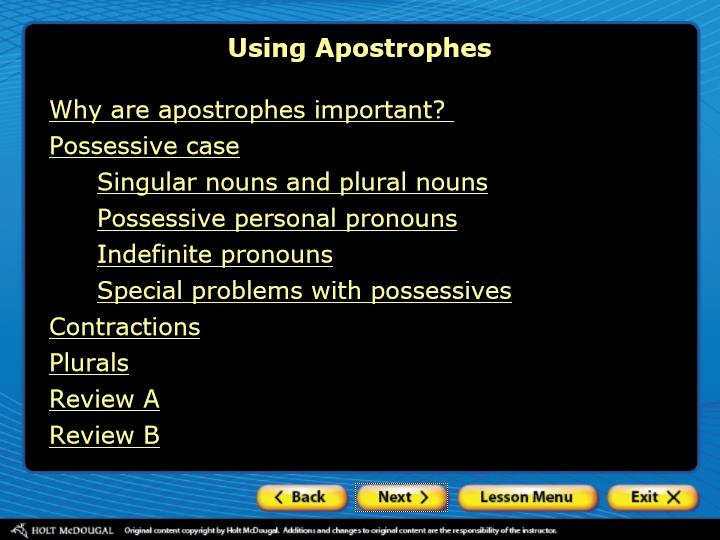 Using Apostrophes
Why are apostrophes important?
Possessive case
Singular nouns and plural nouns
Possessive personal pronouns
Indefinite pronouns
Special problems with possessives
Contractions
Plurals
Review A
Review B
Back Next Lesson Menu Exit
HOLT McDOUGAL Original content copyright by Holt McDougal. Additions and changes to original content are the responsibility of the instructor.